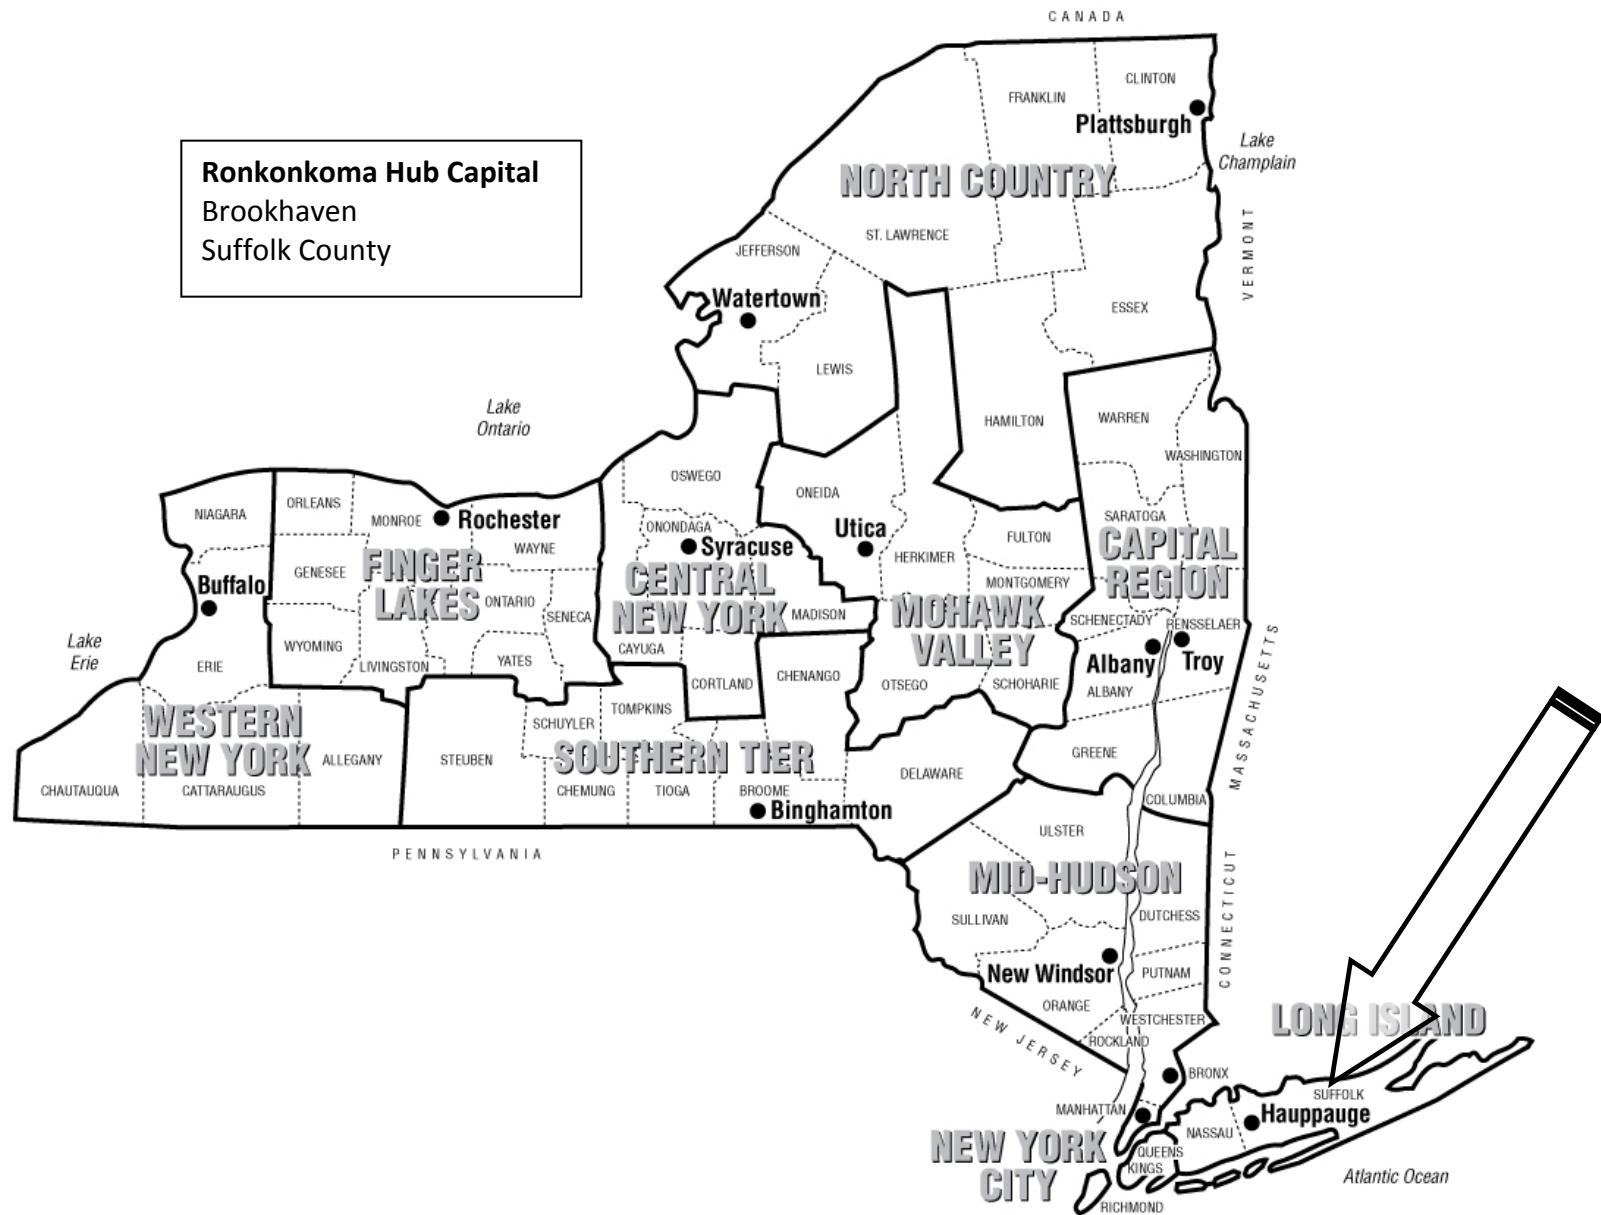 CANADA
CLINTON
FRANKLIN
Plattsburgh
Lake
Champlain
Ronkonkoma Hub Capital
Brookhaven
Suffolk County
NORTH COUNTRY
ST. LAWRENCE
JEFFERSON
VERMONT
Watertown
ESSEX
LEWIS
Lake
Ontario
HAMILTON
WARREN
WASHINGTON
OSWEGO
ONEIDA
NIAGARA
ORLEANS
MONROE
Rochester
ONONDAGA
Utica
SARATOGA
WAYNE
Syracuse
HERKIMER
FULTON
CAPITAL
REGION
GENESEE
FINGER
LAKES
CENTRAL
NEW YORK
MONTGOMERY
Buffalo
ONTARIO
SENECA
MADISON
MOHAWK
VALLEY
SCHENECTADY
RENSSELAER
Lake
Erie
WYOMING
CAYUGA
ERIE
LIVINGSTON
YATES
CORTLAND
CHENANGO
OTSEGO
SCHOHARIE
Albany
Troy
ALBANY
MASSACHUSETTS
WESTERN
NEW YORK
SCHUYLER
TOMPKINS
ALLEGANY
STEUBEN
SOUTHERN TIER
DELAWARE
GREENE
CHAUTAUQUA
CATTARAUGUS
CHEMUNG
TIOGA
BROOME
Binghamton
COLUMBIA
ULSTER
PENNSYLVANIA
MID-HUDSON
SULLIVAN
DUTCHESS
CONNECTICUT
New Windsor
PUTNAM
ORANGE
WESTCHESTER
LONG ISLAND
NEW JERSEY
ROCKLAND
BRONX
SUFFOLK
MANHATTAN
Hauppauge
NASSAU
NEW YORK
CITY
QUEENS
KINGS
Atlantic Ocean
RICHMOND